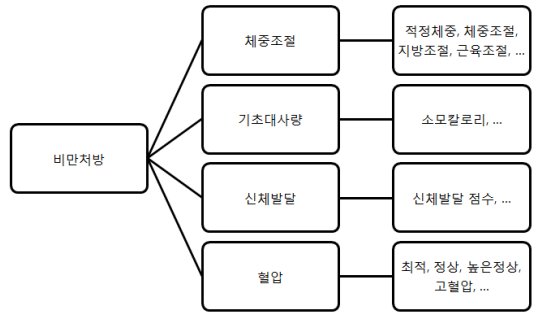 비만처방
체중조절
적정체중, 체중조절,
지방조절, 근육조절, ...
기초대사량
소모칼로리, ...
신체발달
신체발달 점수, ...
혈압
최적, 정상, 높은정상,
고혈압, ...